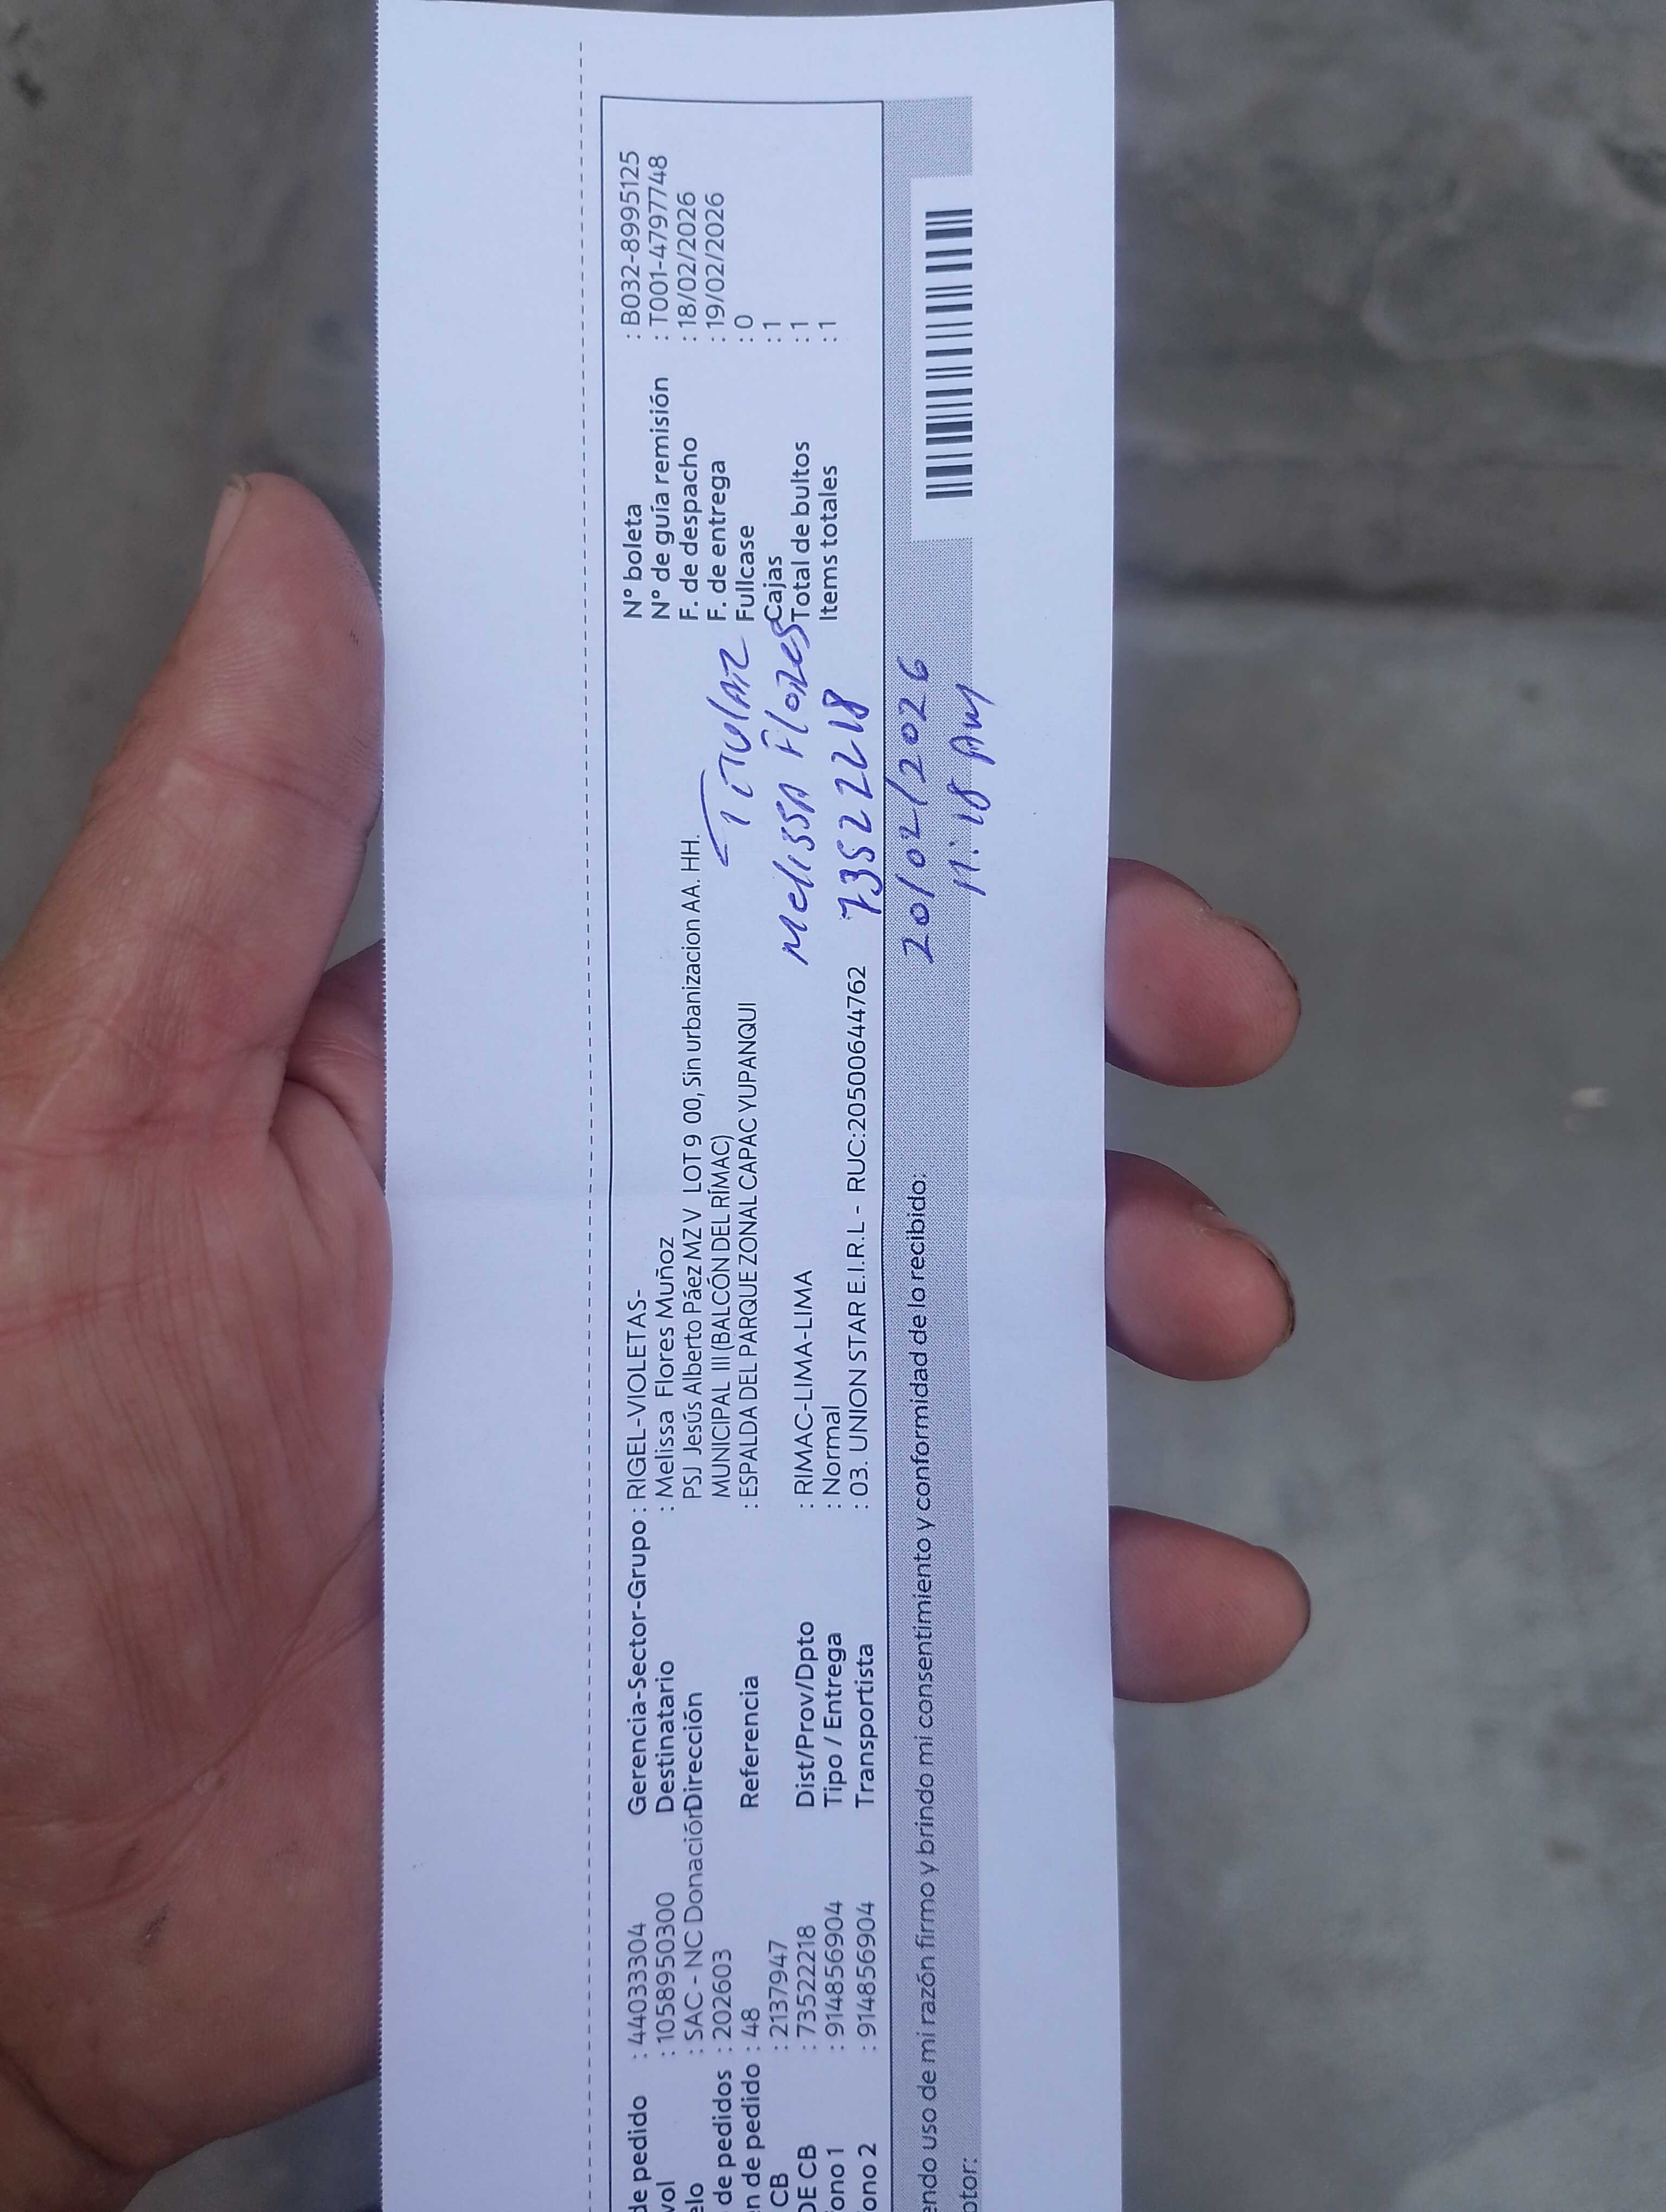 de pedido : 440333304
vol : 1058950300
elo : SAC - NC Donación
de pedidos : 202603
n de pedido : 48
CB : 2137947
DE CB : 73522218
ono 1 : 914856904
ono 2 : 914856904
Gerencia-Sector-Grupo : RIGEL-VIOLETAS-
Destinatario : Melissa Flores Muñoz
Dirección PSJ Jesús Alberto Páez MZ V LOT 9 00, Sin urbanizacion AA. HH.
MUNICIPAL III (BALCÓN DEL RÍMAC)
Referencia : ESPALDA DEL PARQUE ZONAL CAPAC YUPANQUI
Dist/Prov/Dpto : RIMAC-LIMA-LIMA
Tipo / Entrega : Normal
Transportista : 03. UNION STAR E.I.R.L - RUC:20500644762
N° boleta : B032-8995125
N° de guía remisión : T001-4797748
F. de despacho : 18/02/2026
F. de entrega : 19/02/2026
Fullcase : 0
Cajas : 1
Total de bultos : 1
Items totales : 1
Titular
Melissa Flores
73522218
20/02/2026
11:18 AM
endo uso de mi razón firmo y brindo mi consentimiento y conformidad de lo recibido:
ptor: